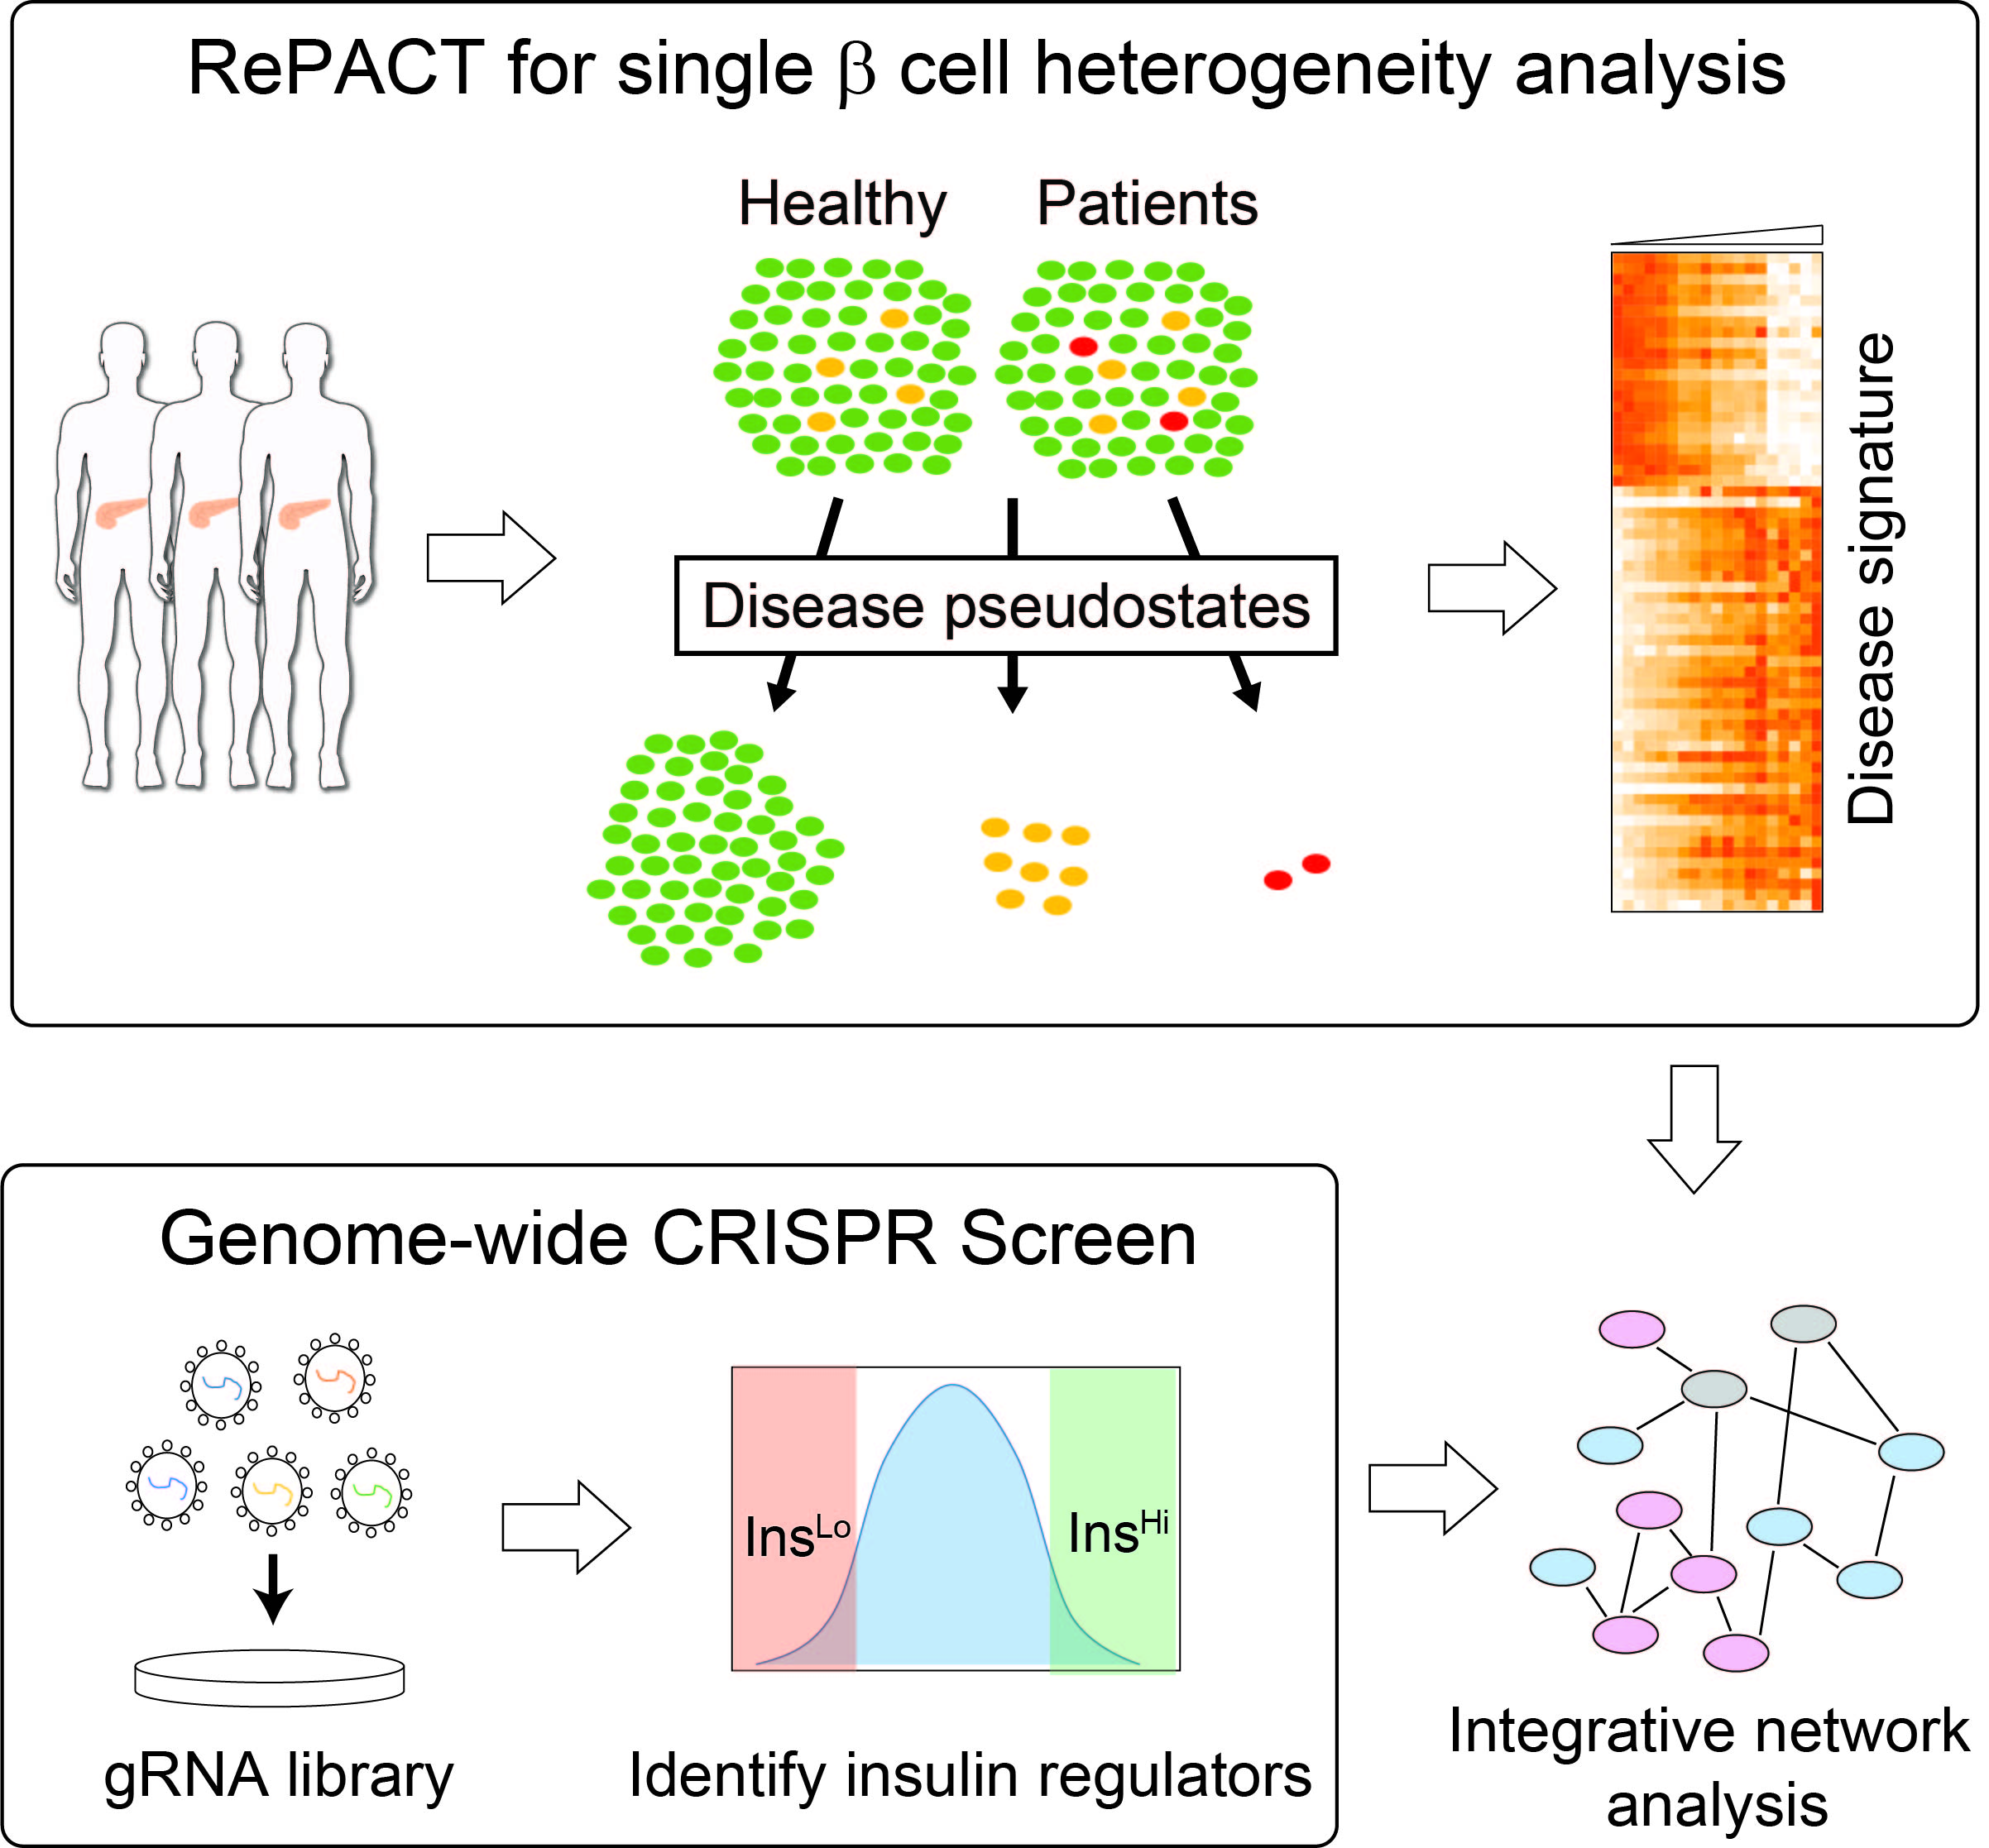 RePACT for single β cell heterogeneity analysis
Healthy
Patients
Disease pseudostates
Disease signature
Genome-wide CRISPR Screen
Ins^Lo
Ins^Hi
gRNA library
Identify insulin regulators
Integrative network
analysis